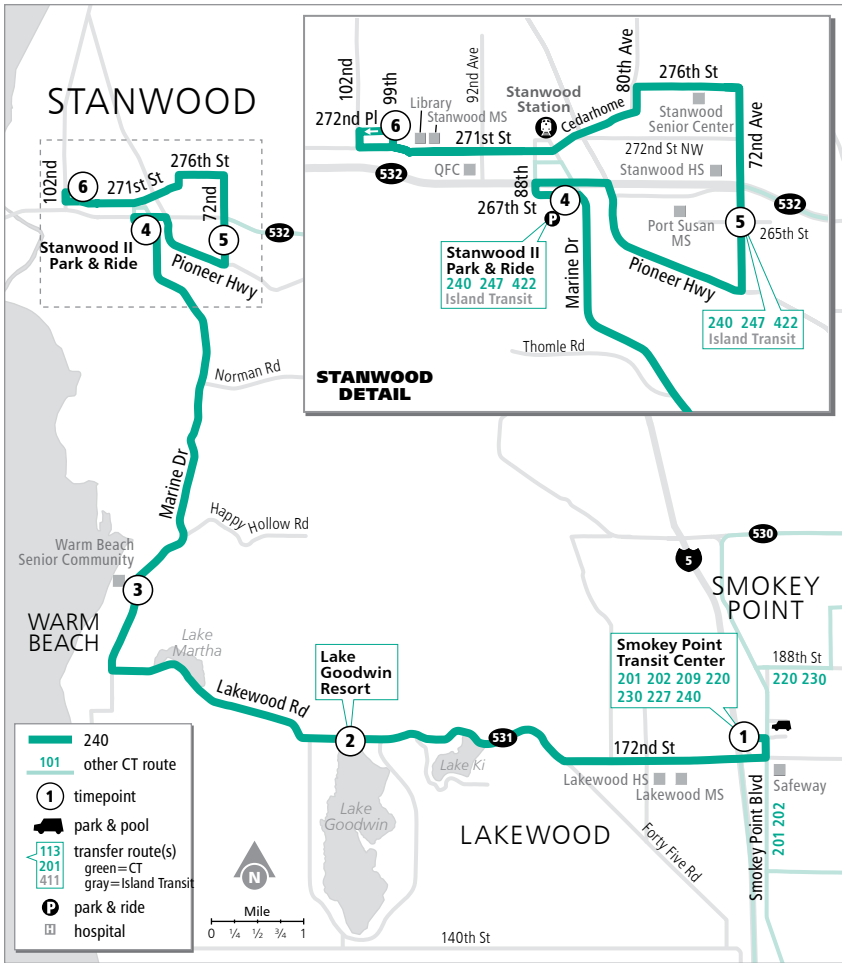 STANWOOD
102nd
6
271st St
276th St
72nd
4
5
532
Stanwood II
Park & Ride
Pioneer Hwy
Norman Rd
Marine Dr
Happy Hollow Rd
Warm Beach
Senior Community
3
WARM
BEACH
Lake
Martha
Lakewood Rd
Lake
Goodwin
Resort
2
Lake
Goodwin
Lake Ki
531
172nd St
Lakewood HS
Lakewood MS
LAKEWOOD
Forty Five Rd
140th St
5
530
SMOKEY
POINT
Smokey Point
Transit Center
201 202 209 220
230 227 240
1
188th St
220 230
Safeway
201 202
Smokey Point Blvd
102nd
99th
92nd Ave
80th Ave
276th St
Library
Stanwood MS
Stanwood
Station
272nd Pl
6
271st St
Cedarhome
Stanwood
Senior Center
72nd Ave
272nd St NW
532
QFC
88th
Stanwood HS
532
267th St
4
P
Port Susan
MS
5
265th St
Stanwood II
Park & Ride
240 247 422
Island Transit
Marine Dr
Pioneer Hwy
240 247 422
Island Transit
Thomle Rd
STANWOOD
DETAIL
240
101
other CT route
1
timepoint
park & pool
113
201
411
transfer route(s)
green=CT
gray=Island Transit
P
park & ride
H
hospital
N
Mile
0 ¼ ½ ¾ 1